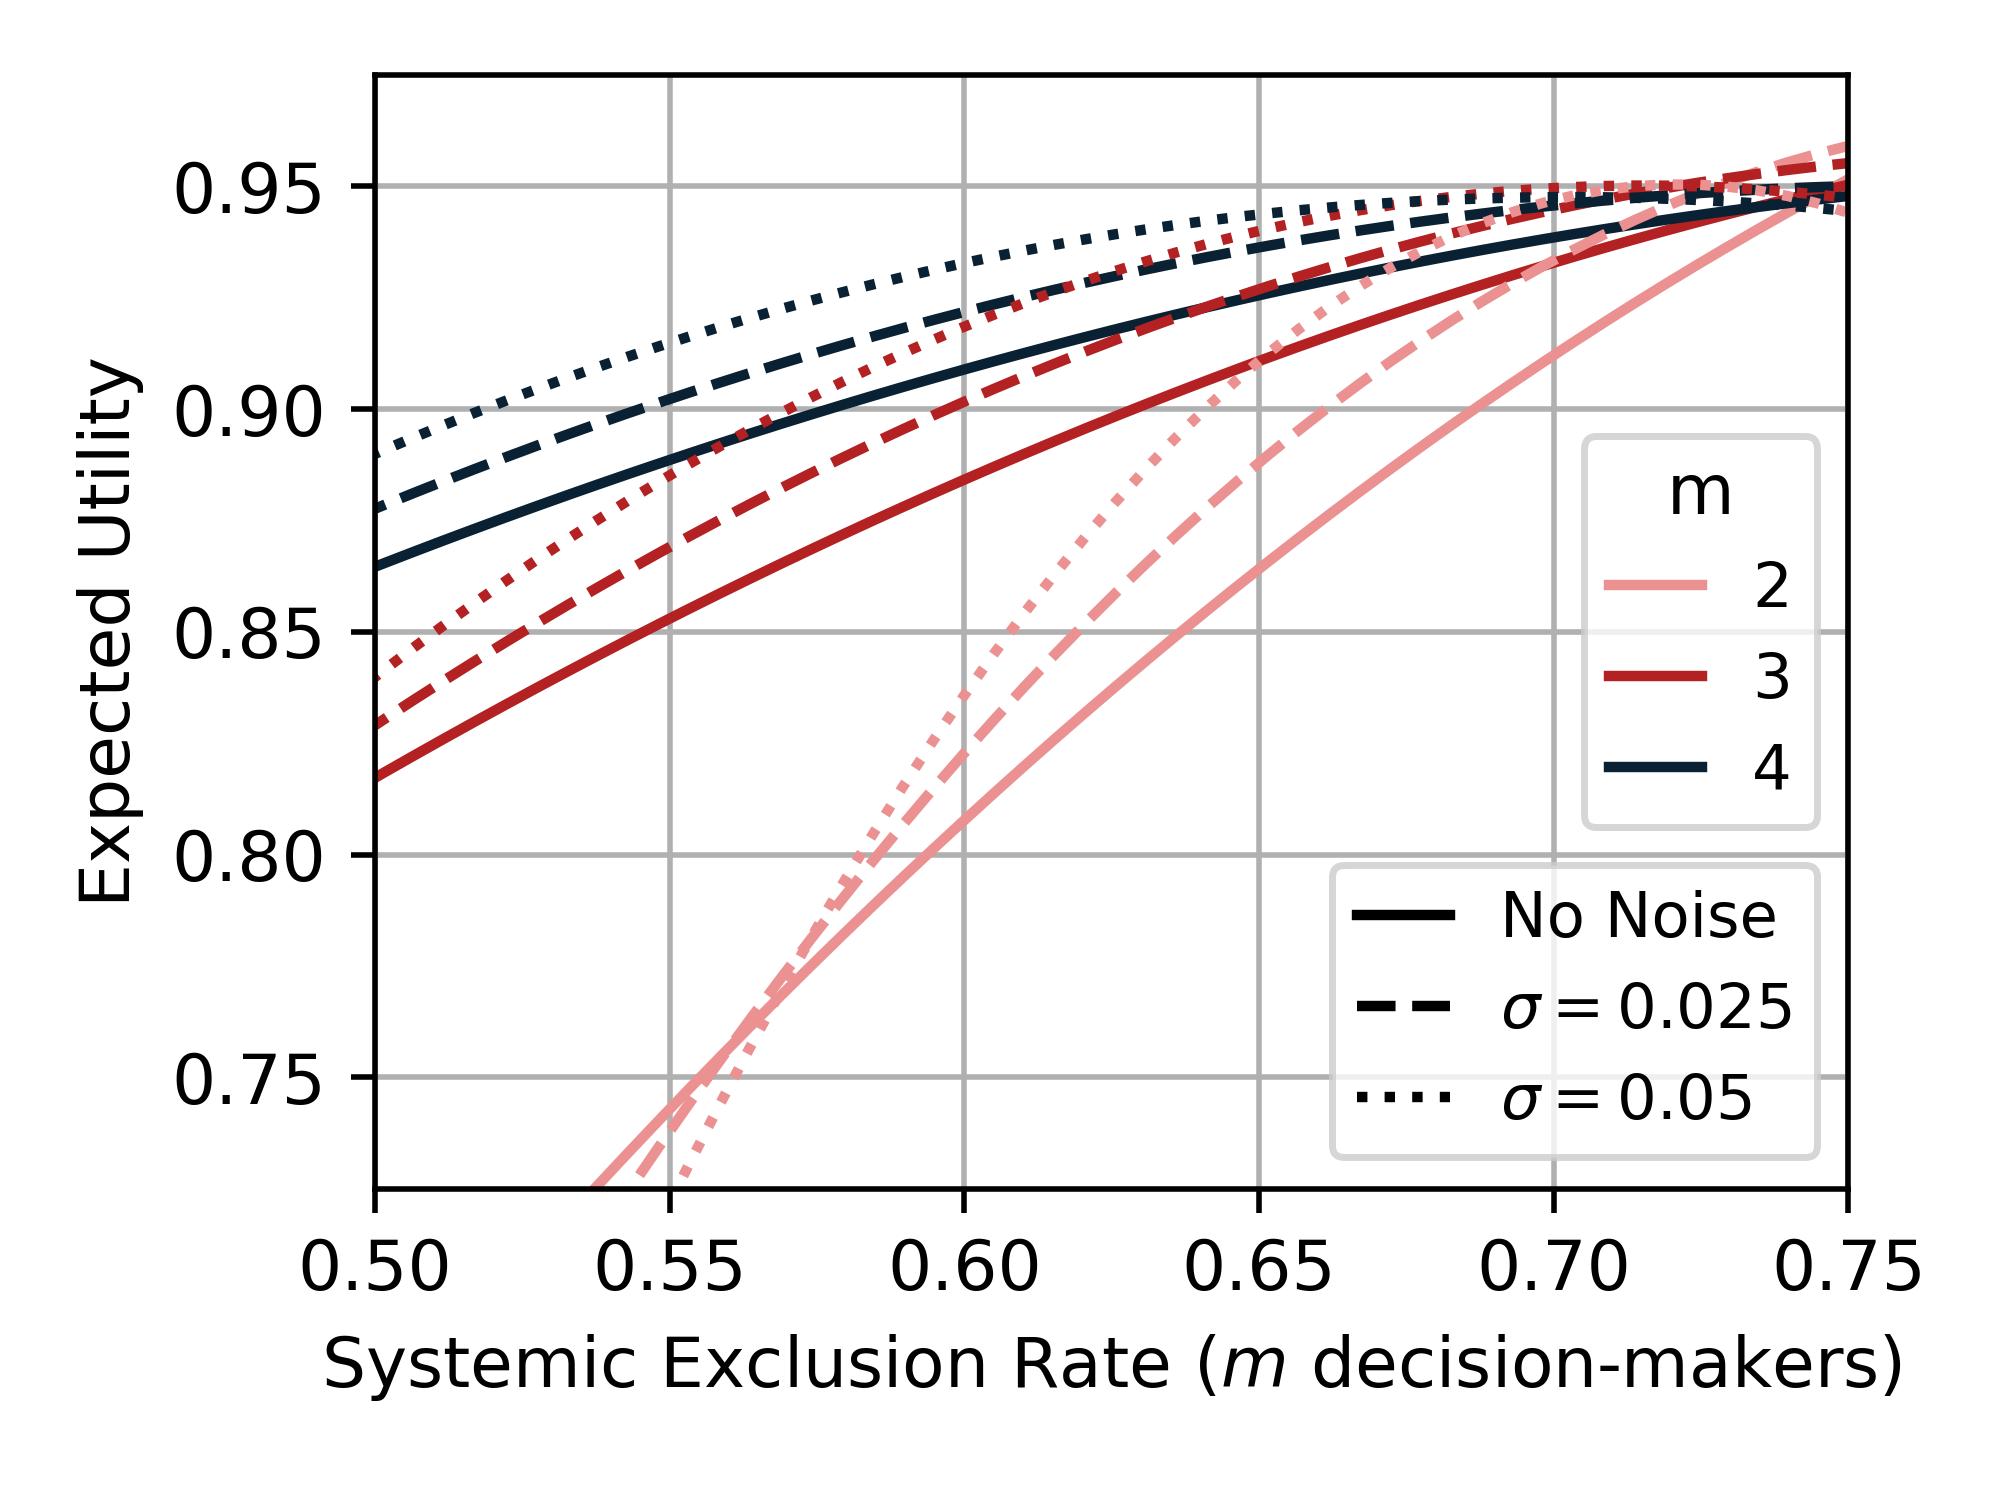 0.95
0.90
0.85
0.80
0.75
Expected Utility
m
2
3
4
No Noise
σ = 0.025
σ = 0.05
0.50 0.55 0.60 0.65 0.70 0.75
Systemic Exclusion Rate (m decision-makers)